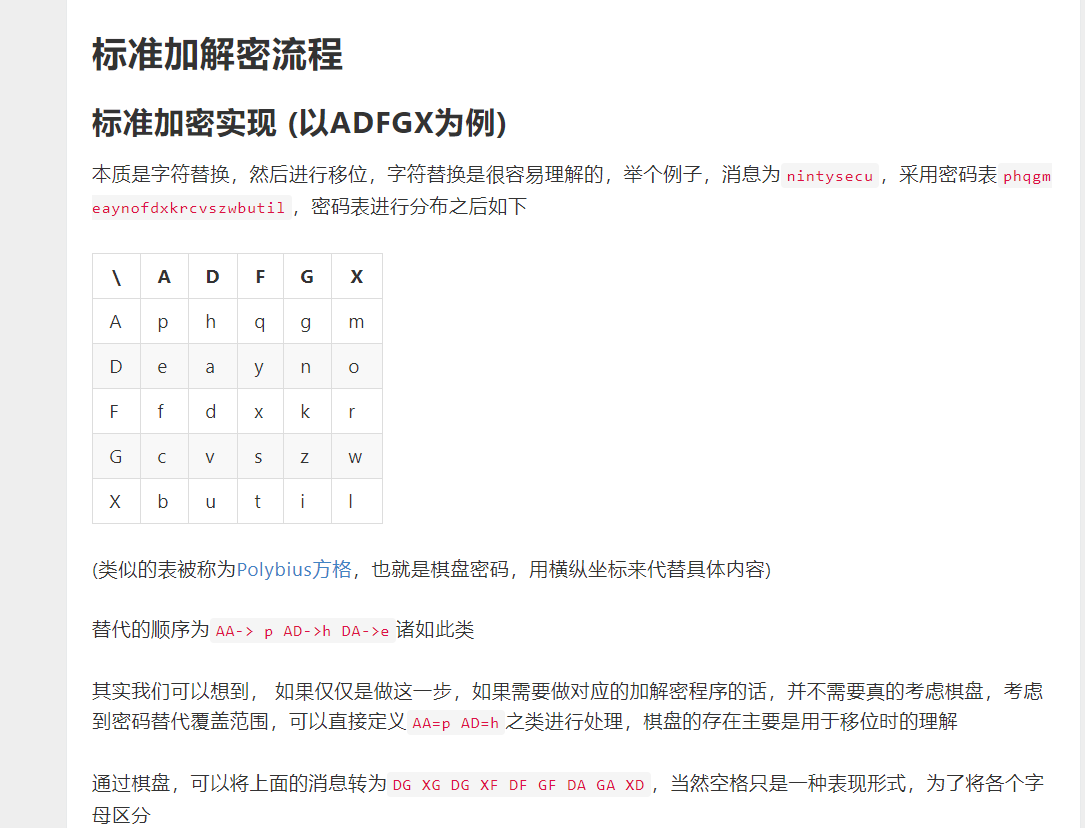 标准加解密流程
标准加密实现 (以ADFGX为例)
本质是字符替换，然后进行移位，字符替换是很容易理解的，举个例子，消息为 nintysecu ，采用密码表 phqgm
eaynofdxkrcvszwbutil ，密码表进行分布之后如下
\ A D F G X
A p h q g m
D e a y n o
F f d x k r
G c v s z w
X b u t i l
(类似的表被称为Polybius方格，也就是棋盘密码，用横纵坐标来代替具体内容)
替代的顺序为 AA-> p AD->h DA->e 诸如此类
其实我们可以想到， 如果仅仅是做这一步，如果需要做对应的加解密程序的话，并不需要真的考虑棋盘，考虑
到密码替代覆盖范围，可以直接定义 AA=p AD=h 之类进行处理，棋盘的存在主要是用于移位时的理解
通过棋盘，可以将上面的消息转为 DG XG DG XF DF GF DA GA XD ，当然空格只是一种表现形式，为了将各个字
母区分